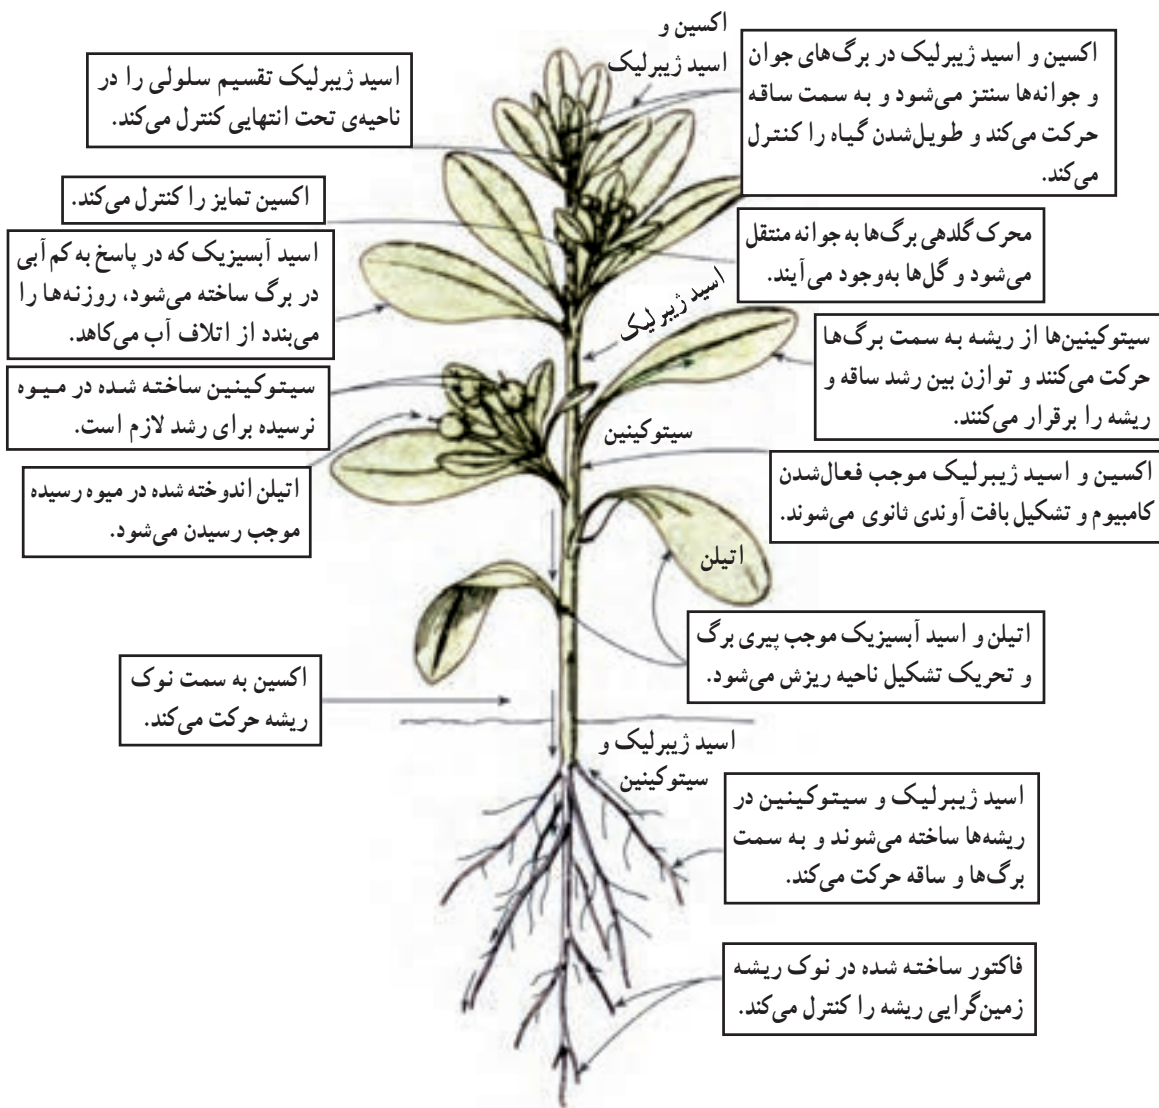 اکسین و
اسید ژیبرلیک
اکسین و اسید ژیبرلیک در برگ‌های جوان
و جوانه‌ها سنتز می‌شود و به سمت ساقه
حرکت می‌کند و طویل‌شدن گیاه را کنترل
می‌کند.
اسید ژیبرلیک تقسیم سلولی را در
ناحیه‌ی تحت انتهایی کنترل می‌کند.
اکسین تمایز را کنترل می‌کند.
محرک گلدهی برگ‌ها به جوانه منتقل
می‌شود و گل‌ها به‌وجود می‌آیند.
اسید آبسیزیک که در پاسخ به کم آبی
در برگ ساخته می‌شود، روزنه‌ها را
می‌بندد از اتلاف آب می‌کاهد.
اسید ژیبرلیک
سیتوکینین‌ها از ریشه به سمت برگ‌ها
حرکت می‌کنند و توازن بین رشد ساقه و
ریشه را برقرار می‌کنند.
سیتوکینین ساخته شده در میوه
نرسیده برای رشد لازم است.
سیتوکینین
اکسین و اسید ژیبرلیک موجب فعال‌شدن
کامبیوم و تشکیل بافت آوندی ثانوی می‌شوند.
اتیلن اندوخته شده در میوه رسیده
موجب رسیدن می‌شود.
اتیلن
اتیلن و اسید آبسیزیک موجب پیری برگ
و تحریک تشکیل ناحیه ریزش می‌شود.
اکسین به سمت نوک
ریشه حرکت می‌کند.
اسید ژیبرلیک و
سیتوکینین
اسید ژیبرلیک و سیتوکینین در
ریشه‌ها ساخته می‌شوند و به سمت
برگ‌ها و ساقه حرکت می‌کند.
فاکتور ساخته شده در نوک ریشه
زمین‌گرایی ریشه را کنترل می‌کند.